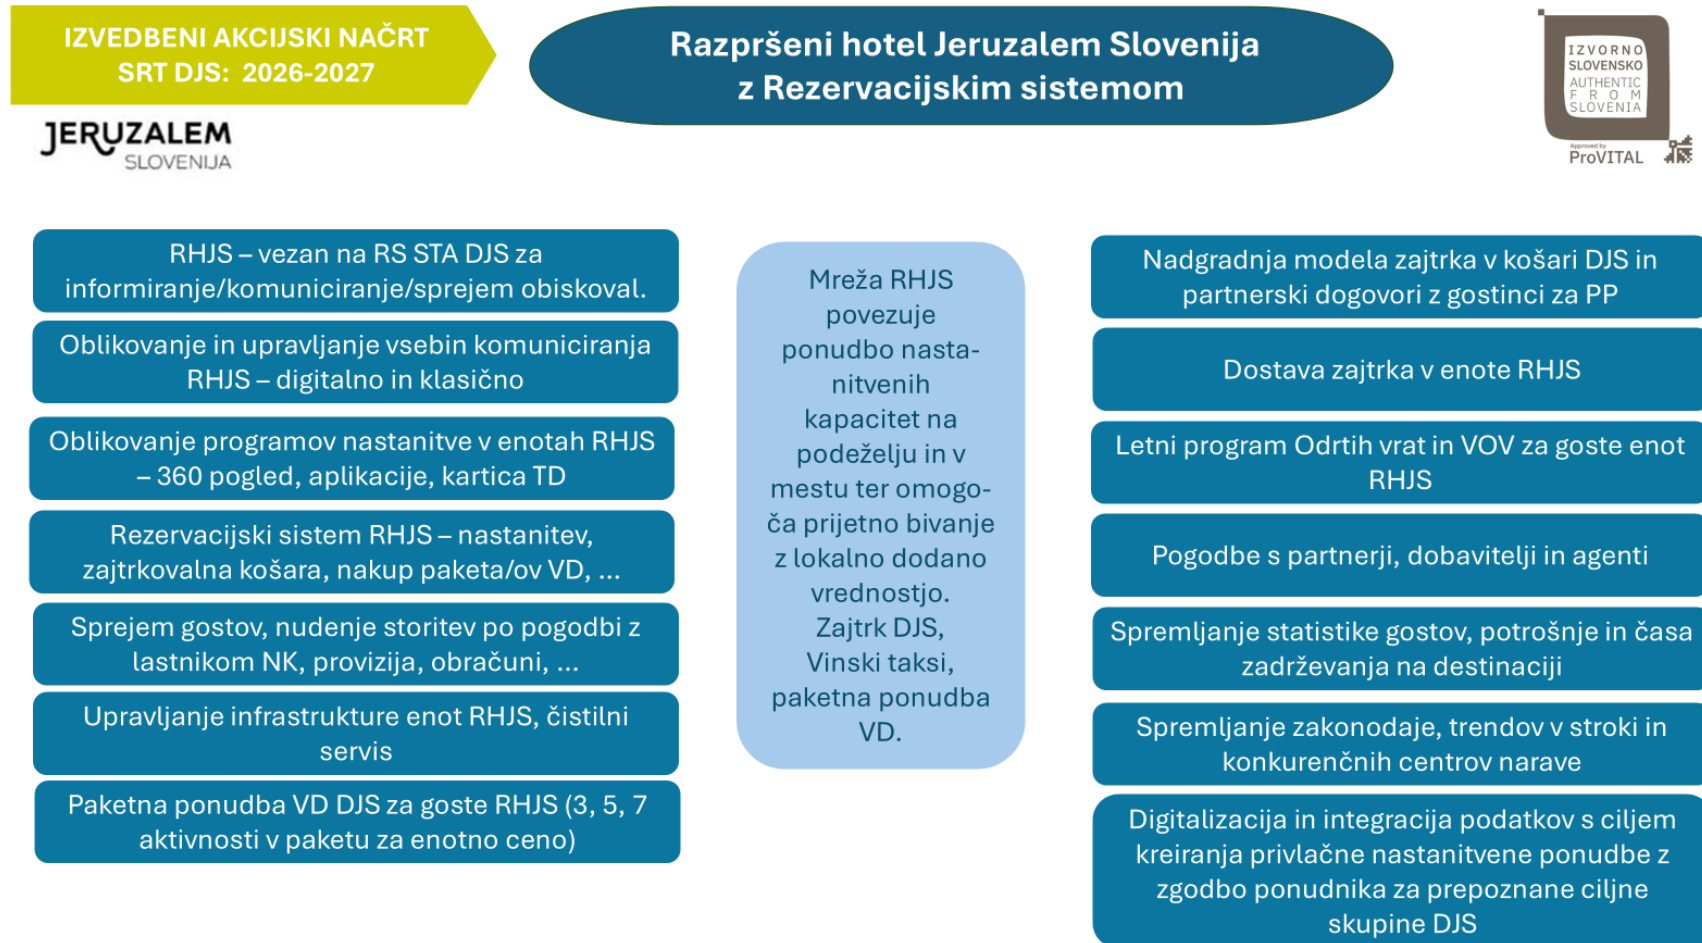 IZVEDBENI AKCIJSKI NAČRT
SRT DJS: 2026-2027
Razpršeni hotel Jeruzalem Slovenija
z Rezervacijskim sistemom
IZVORNO
SLOVENSKO
AUTHENTIC
FROM
SLOVENIA
Approved by
ProVITAL
JERUZALEM
SLOVENIJA
RHJS – vezan na RS STA DJS za
informiranje/komuniciranje/sprejem obiskoval.
Oblikovanje in upravljanje vsebin komuniciranja
RHJS – digitalno in klasično
Oblikovanje programov nastanitve v enotah RHJS
– 360 pogled, aplikacije, kartica TD
Rezervacijski sistem RHJS – nastanitev,
zajtrkovalna košara, nakup paketa/ov VD, ...
Sprejem gostov, nudenje storitev po pogodbi z
lastnikom NK, provizija, obračuni, ...
Upravljanje infrastrukture enot RHJS, čistilni
servis
Paketna ponudba VD DJS za goste RHJS (3, 5, 7
aktivnosti v paketu za enotno ceno)
Mreža RHJS
povezuje
ponudbo nasta-
nitvenih
kapacitet na
podeželju in v
mestu ter omogo-
ča prijetno bivanje
z lokalno dodano
vrednostjo.
Zajtrk DJS,
Vinski taksi,
paketna ponudba
VD.
Nadgradnja modela zajtrka v košari DJS in
partnerski dogovori z gostinci za PP
Dostava zajtrka v enote RHJS
Letni program Odrtih vrat in VOV za goste enot
RHJS
Pogodbe s partnerji, dobavitelji in agenti
Spremljanje statistike gostov, potrošnje in časa
zadrževanja na destinaciji
Spremljanje zakonodaje, trendov v stroki in
konkurenčnih centrov narave
Digitalizacija in integracija podatkov s ciljem
kreiranja privlačne nastanitvene ponudbe z
zgodbo ponudnika za prepoznane ciljne
skupine DJS